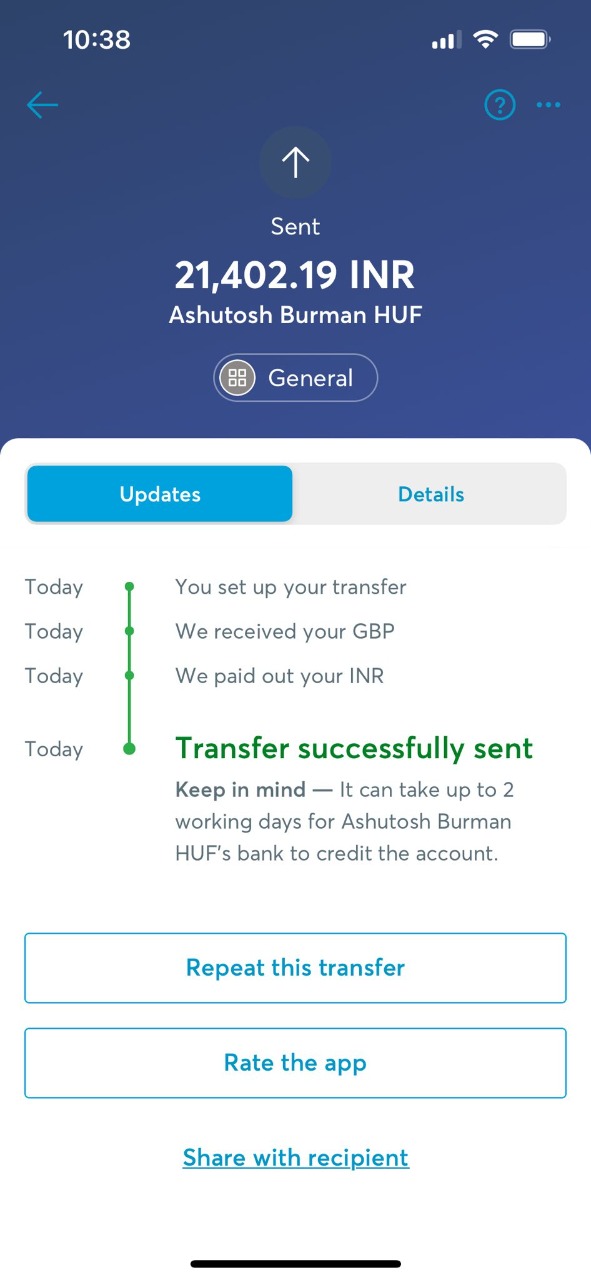 10:38
?
Sent
21,402.19 INR
Ashutosh Burman HUF
General
Updates
Details
Today
You set up your transfer
Today
We received your GBP
Today
We paid out your INR
Today
Transfer successfully sent
Keep in mind — It can take up to 2
working days for Ashutosh Burman
HUF's bank to credit the account.
Repeat this transfer
Rate the app
Share with recipient